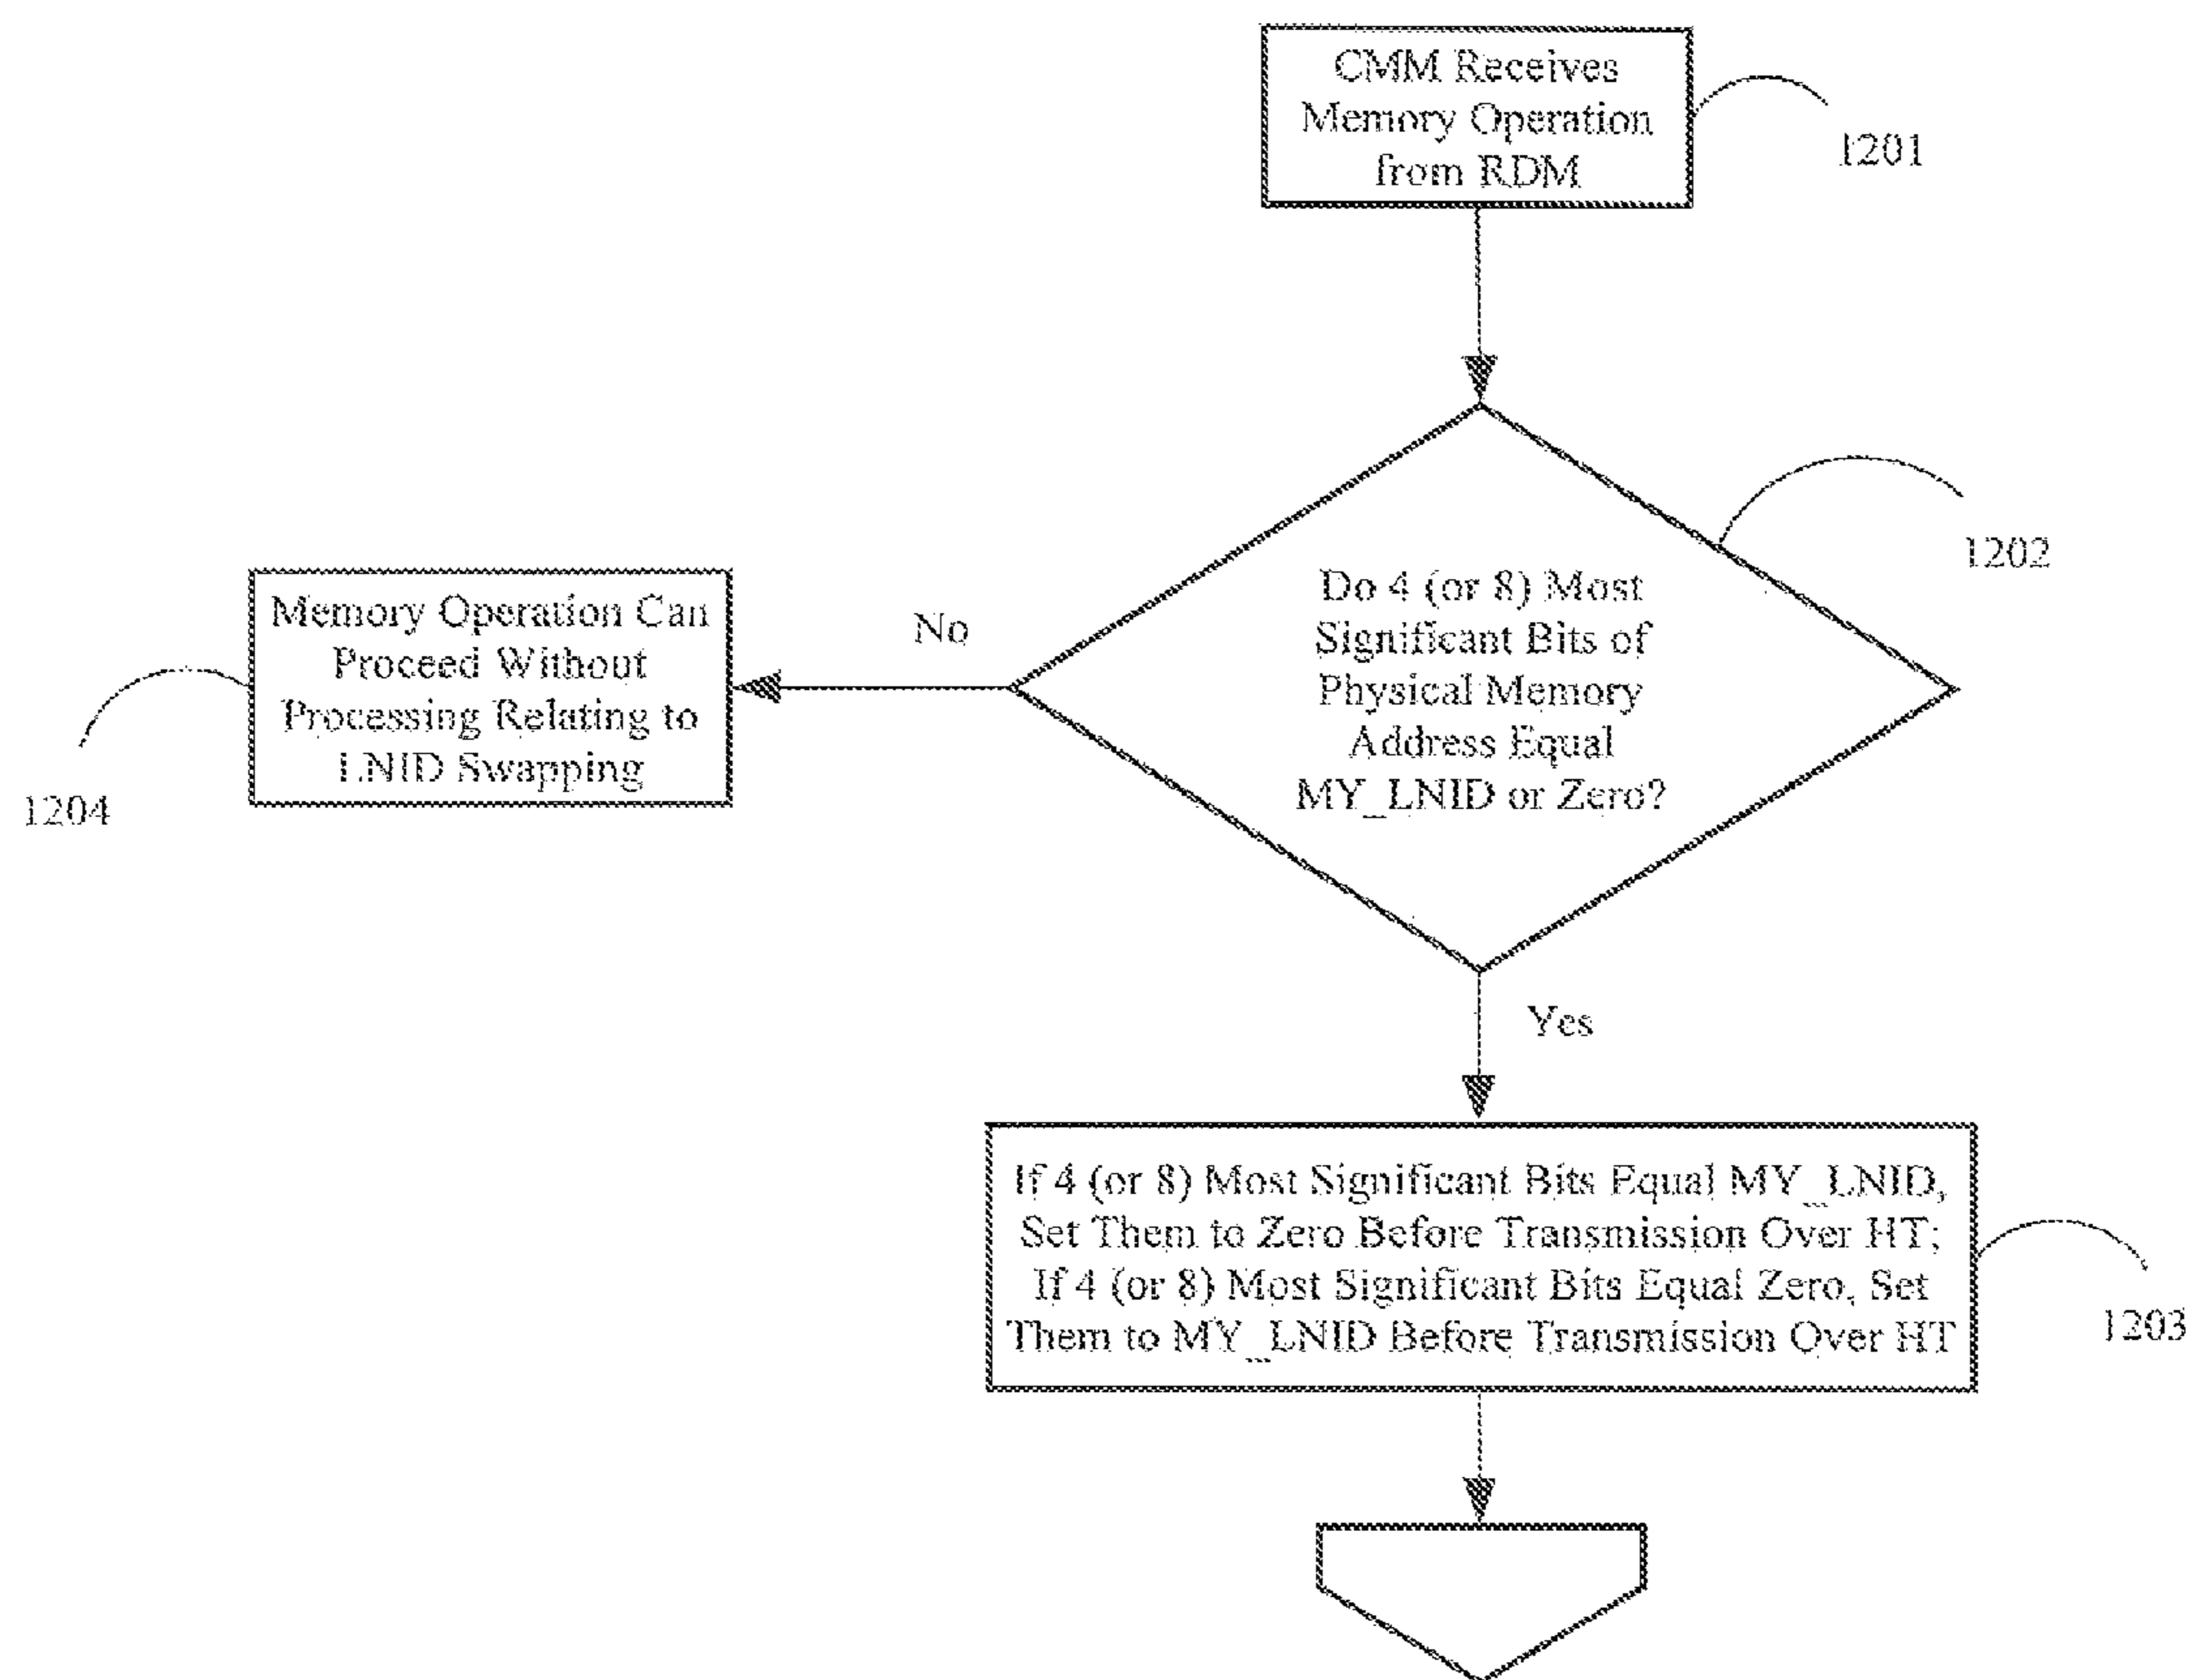 CMM Receives
Memory Operation
from RDM
1201
Do 4 (or 8) Most
Significant Bits of
Physical Memory
Address Equal
MY_LNID or Zero?
1202
No
Memory Operation Can
Proceed Without
Processing Relating to
LNID Swapping
1204
Yes
If 4 (or 8) Most Significant Bits Equal MY_LNID,
Set Them to Zero Before Transmission Over HT;
If 4 (or 8) Most Significant Bits Equal Zero, Set
Them to MY_LNID Before Transmission Over HT
1203